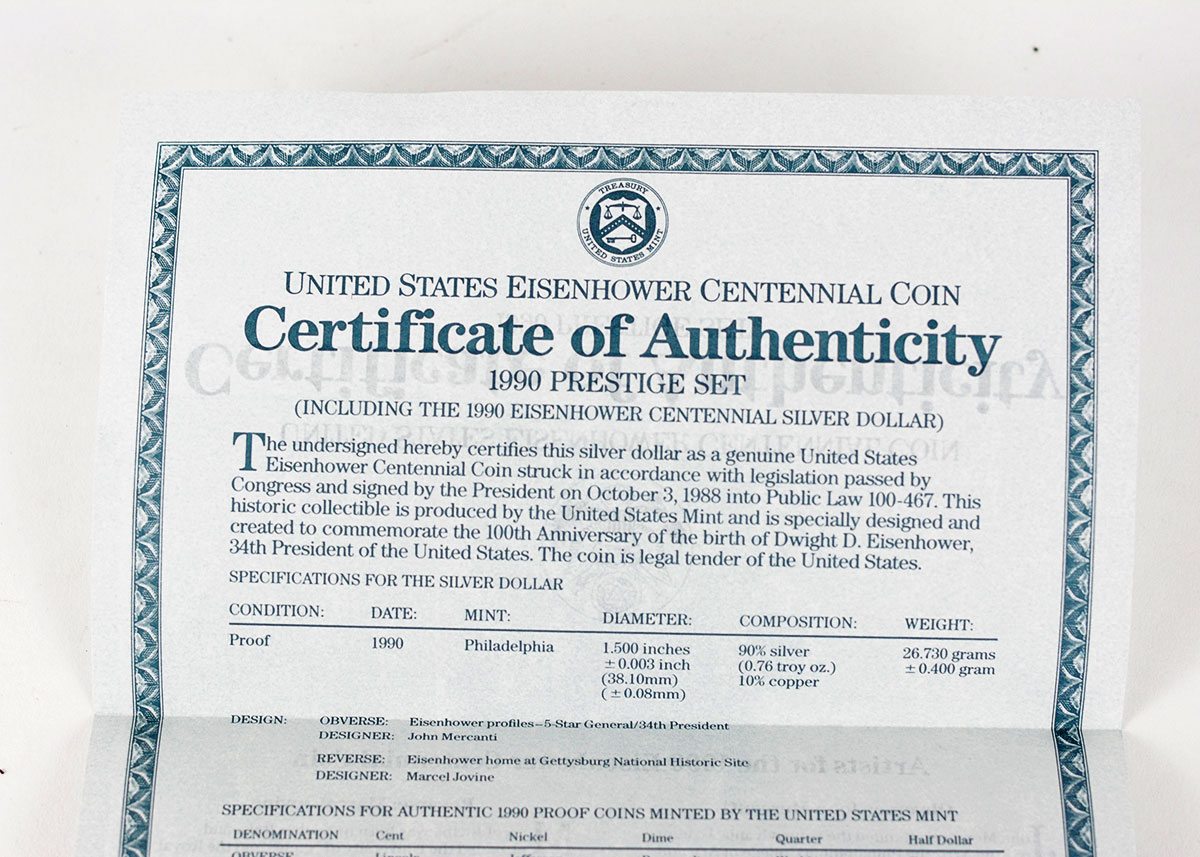 TREASURY
UNITED STATES MINT
UNITED STATES EISENHOWER CENTENNIAL COIN
Certificate of Authenticity
1990 PRESTIGE SET
(INCLUDING THE 1990 EISENHOWER CENTENNIAL SILVER DOLLAR)
The undersigned hereby certifies this silver dollar as a genuine United States
Eisenhower Centennial Coin struck in accordance with legislation passed by
Congress and signed by the President on October 3, 1988 into Public Law 100-467. This
historic collectible is produced by the United States Mint and is specially designed and
created to commemorate the 100th Anniversary of the birth of Dwight D. Eisenhower,
34th President of the United States. The coin is legal tender of the United States.
SPECIFICATIONS FOR THE SILVER DOLLAR
CONDITION: DATE: MINT: DIAMETER: COMPOSITION: WEIGHT:
Proof 1990 Philadelphia 1.500 inches 90% silver 26.730 grams
± 0.003 inch (0.76 troy oz.) ± 0.400 gram
(38.10mm) 10% copper
( ± 0.08mm)
DESIGN: OBVERSE: Eisenhower profiles–5-Star General/34th President
DESIGNER: John Mercanti
REVERSE: Eisenhower home at Gettysburg National Historic Site
DESIGNER: Marcel Jovine
SPECIFICATIONS FOR AUTHENTIC 1990 PROOF COINS MINTED BY THE UNITED STATES MINT
DENOMINATION Cent Nickel Dime Quarter Half Dollar